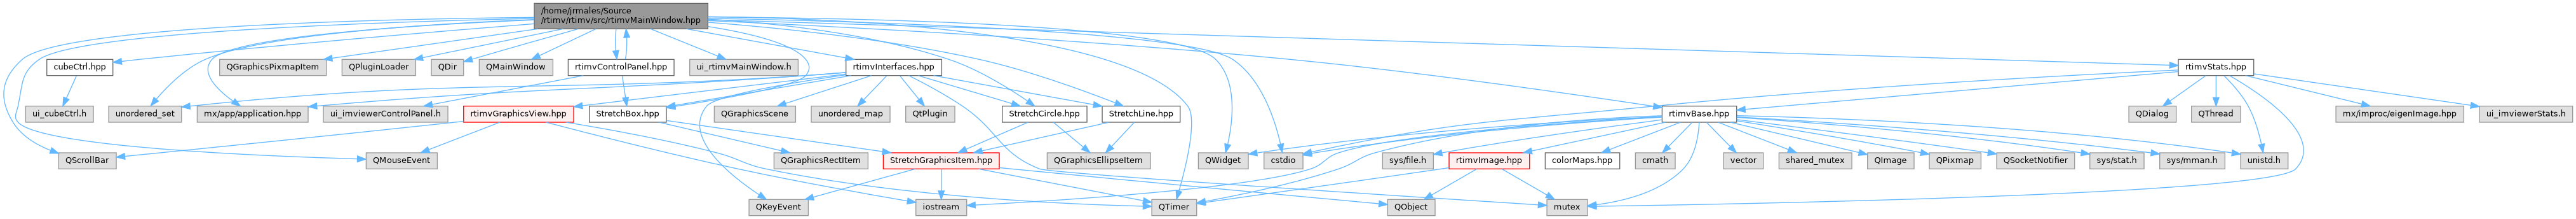 /home/jrmales/Source
/rtimv/rtimv/src/rtimvMainWindow.hpp
cubeCtrl.hpp
QGraphicsPixmapItem
QPluginLoader
QDir
QMainWindow
rtimvControlPanel.hpp
ui_rtimvMainWindow.h
rtimvInterfaces.hpp
rtimvStats.hpp
ui_cubeCtrl.h
unordered_set
mx/app/application.hpp
ui_imviewerControlPanel.h
rtimvGraphicsView.hpp
StretchBox.hpp
QGraphicsScene
unordered_map
QtPlugin
StretchCircle.hpp
StretchLine.hpp
rtimvBase.hpp
QDialog
QThread
mx/improc/eigenImage.hpp
ui_imviewerStats.h
QScrollBar
QMouseEvent
QGraphicsRectItem
StretchGraphicsItem.hpp
QGraphicsEllipseItem
QWidget
cstdio
sys/file.h
rtimvImage.hpp
colorMaps.hpp
cmath
vector
shared_mutex
QImage
QPixmap
QSocketNotifier
sys/stat.h
sys/mman.h
unistd.h
QKeyEvent
iostream
QTimer
QObject
mutex